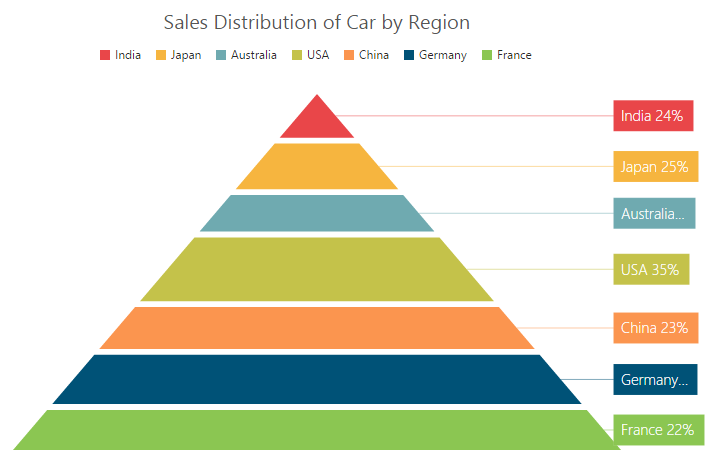 Sales Distribution of Car by Region
India Japan Australia USA China Germany France
India 24%
Japan 25%
Australia...
USA 35%
China 23%
Germany...
France 22%